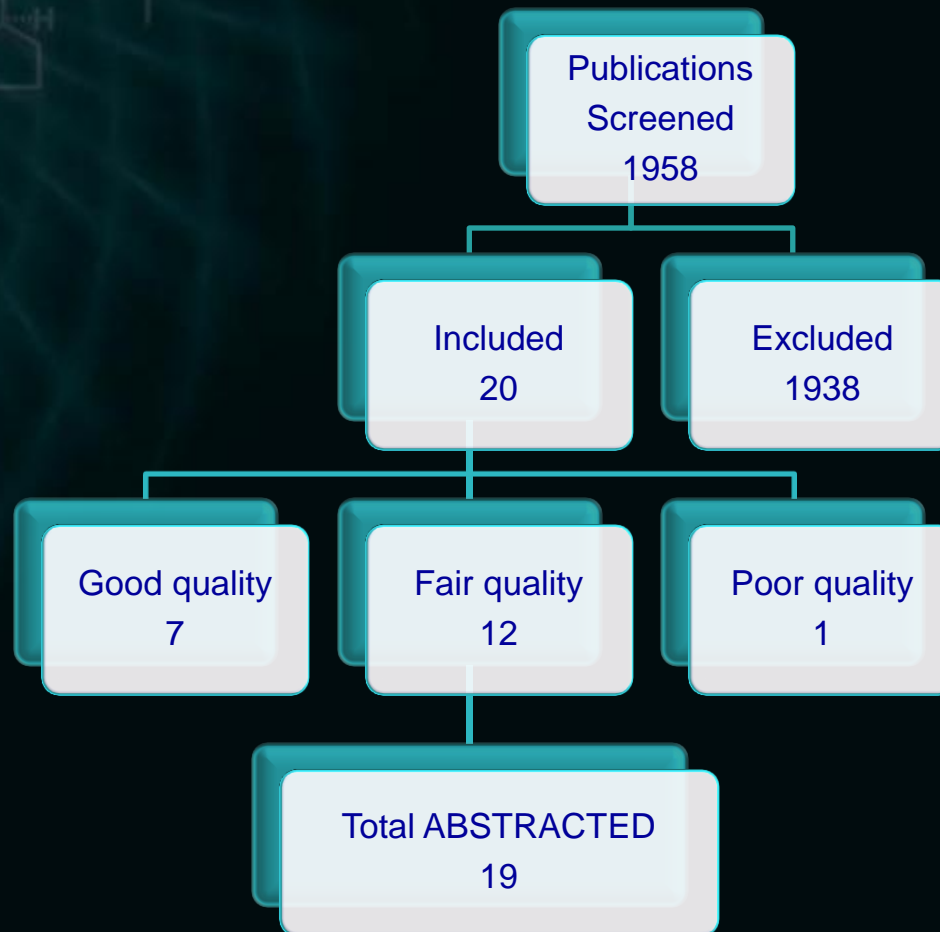 Publications
Screened
1958
Included
20
Excluded
1938
Good quality
7
Fair quality
12
Poor quality
1
Total ABSTRACTED
19